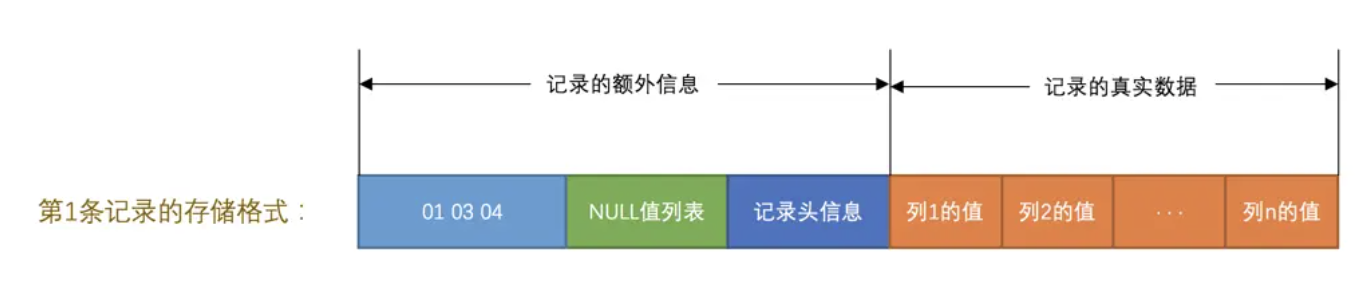 记录的额外信息
记录的真实数据
第1条记录的存储格式：
01 03 04
NULL值列表
记录头信息
列1的值
列2的值
...
列n的值